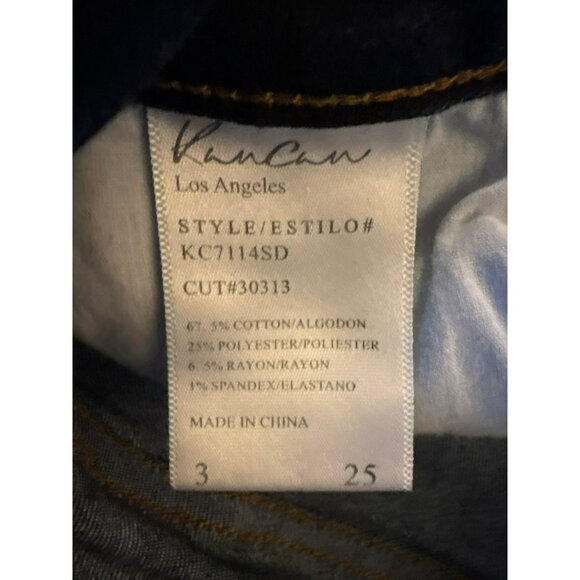 KanCan
Los Angeles
STYLE/ESTILO#
KC7114SD
CUT#30313
67. 5% COTTON/ALGODON
25% POLYESTER/POLIESTER
6. 5% RAYON/RAYON
1% SPANDEX/ELASTANO
MADE IN CHINA
3 25